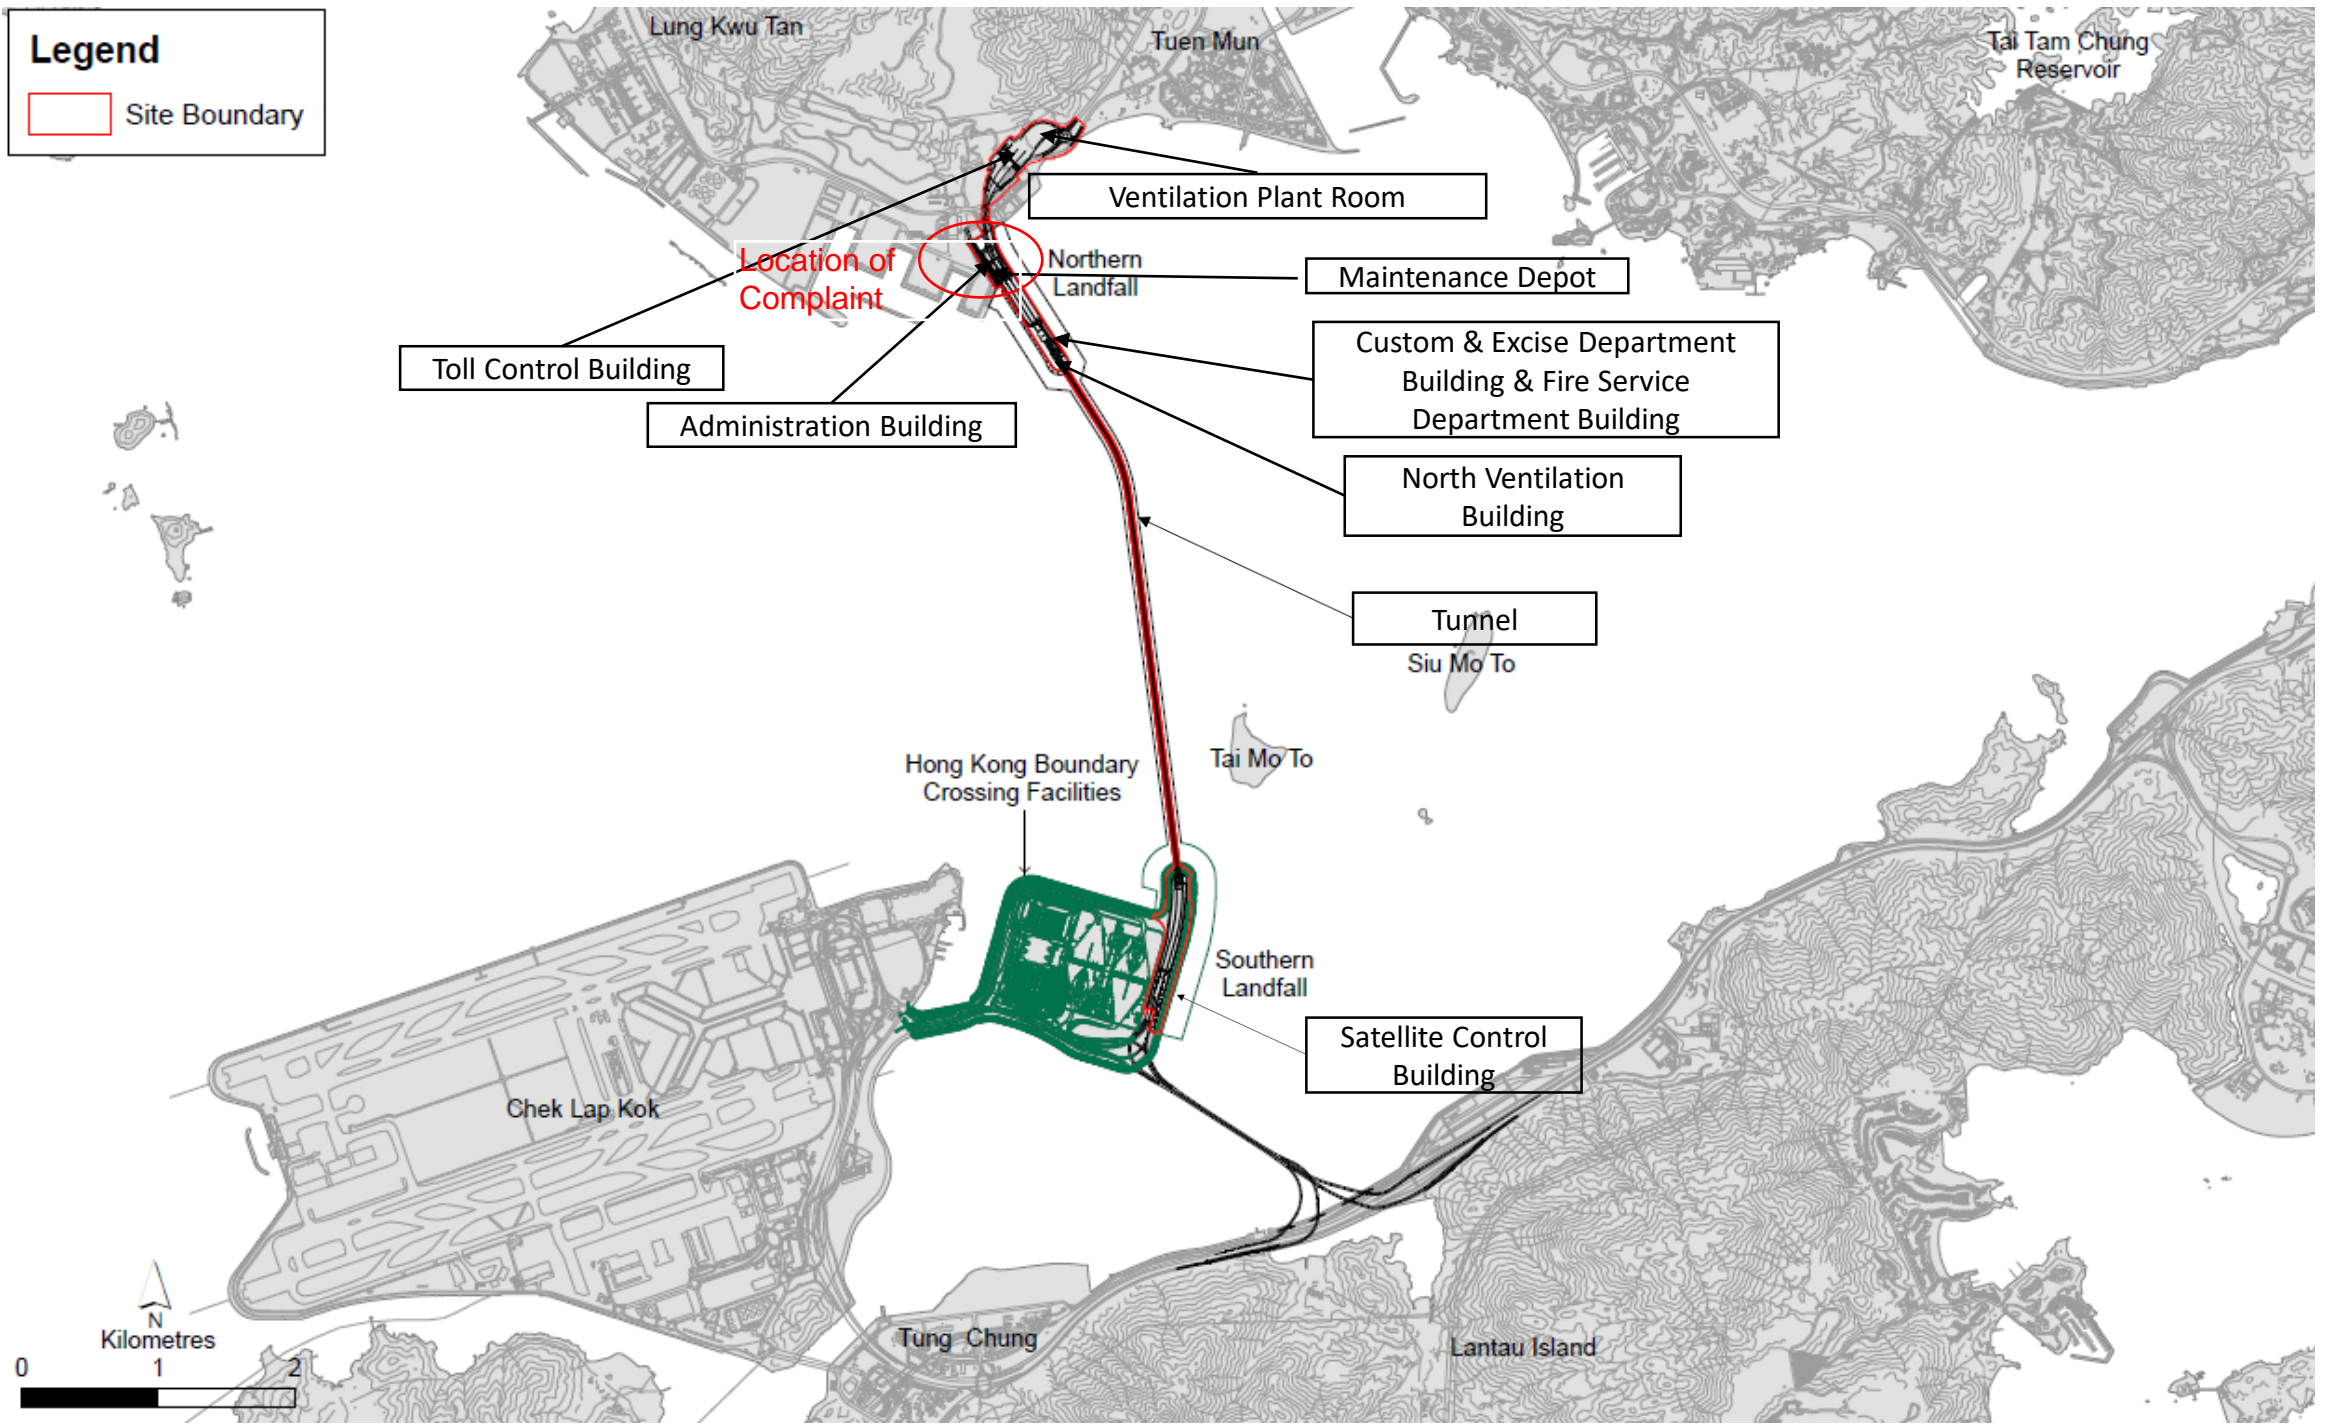 Legend
Site Boundary
Lung Kwu Tan
Tuen Mun
Tai Tam Chung
Reservoir
Ventilation Plant Room
Location of
Complaint
Northern
Landfall
Maintenance Depot
Toll Control Building
Custom & Excise Department
Building & Fire Service
Department Building
Administration Building
North Ventilation
Building
Tunnel
Siu Mo To
Tai Mo To
Hong Kong Boundary
Crossing Facilities
Southern
Landfall
Satellite Control
Building
Chek Lap Kok
N
Kilometres
0 1 2
Tung Chung
Lantau Island